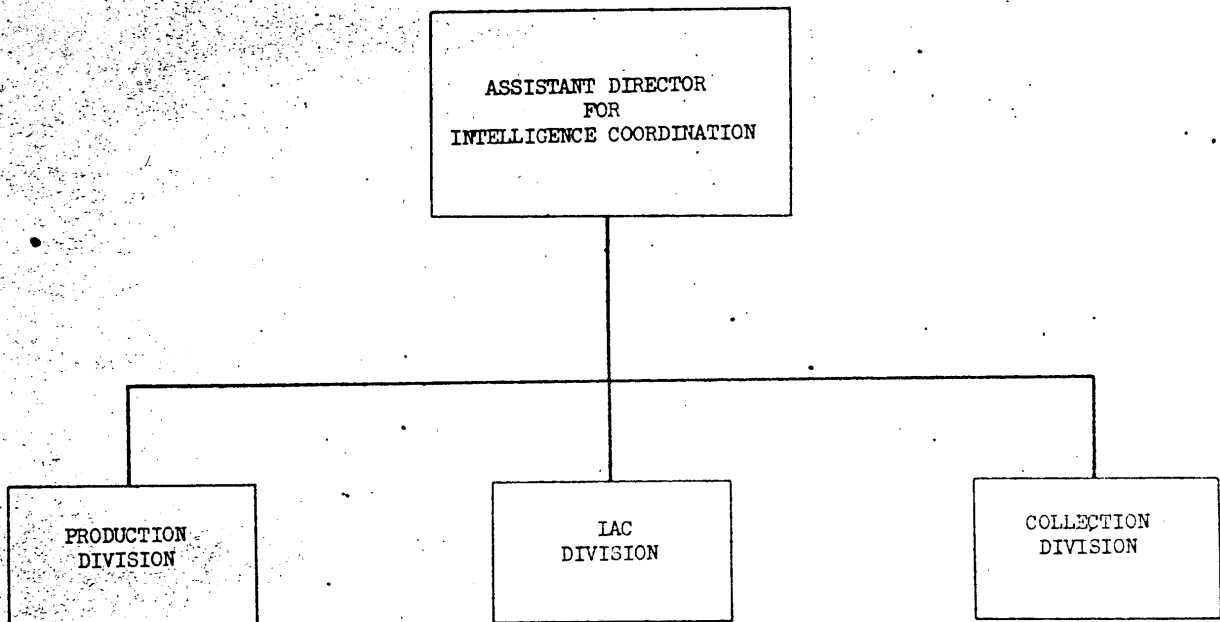 ASSISTANT DIRECTOR
FOR
INTELLIGENCE COORDINATION
PRODUCTION
DIVISION
IAC
DIVISION
COLLECTION
DIVISION